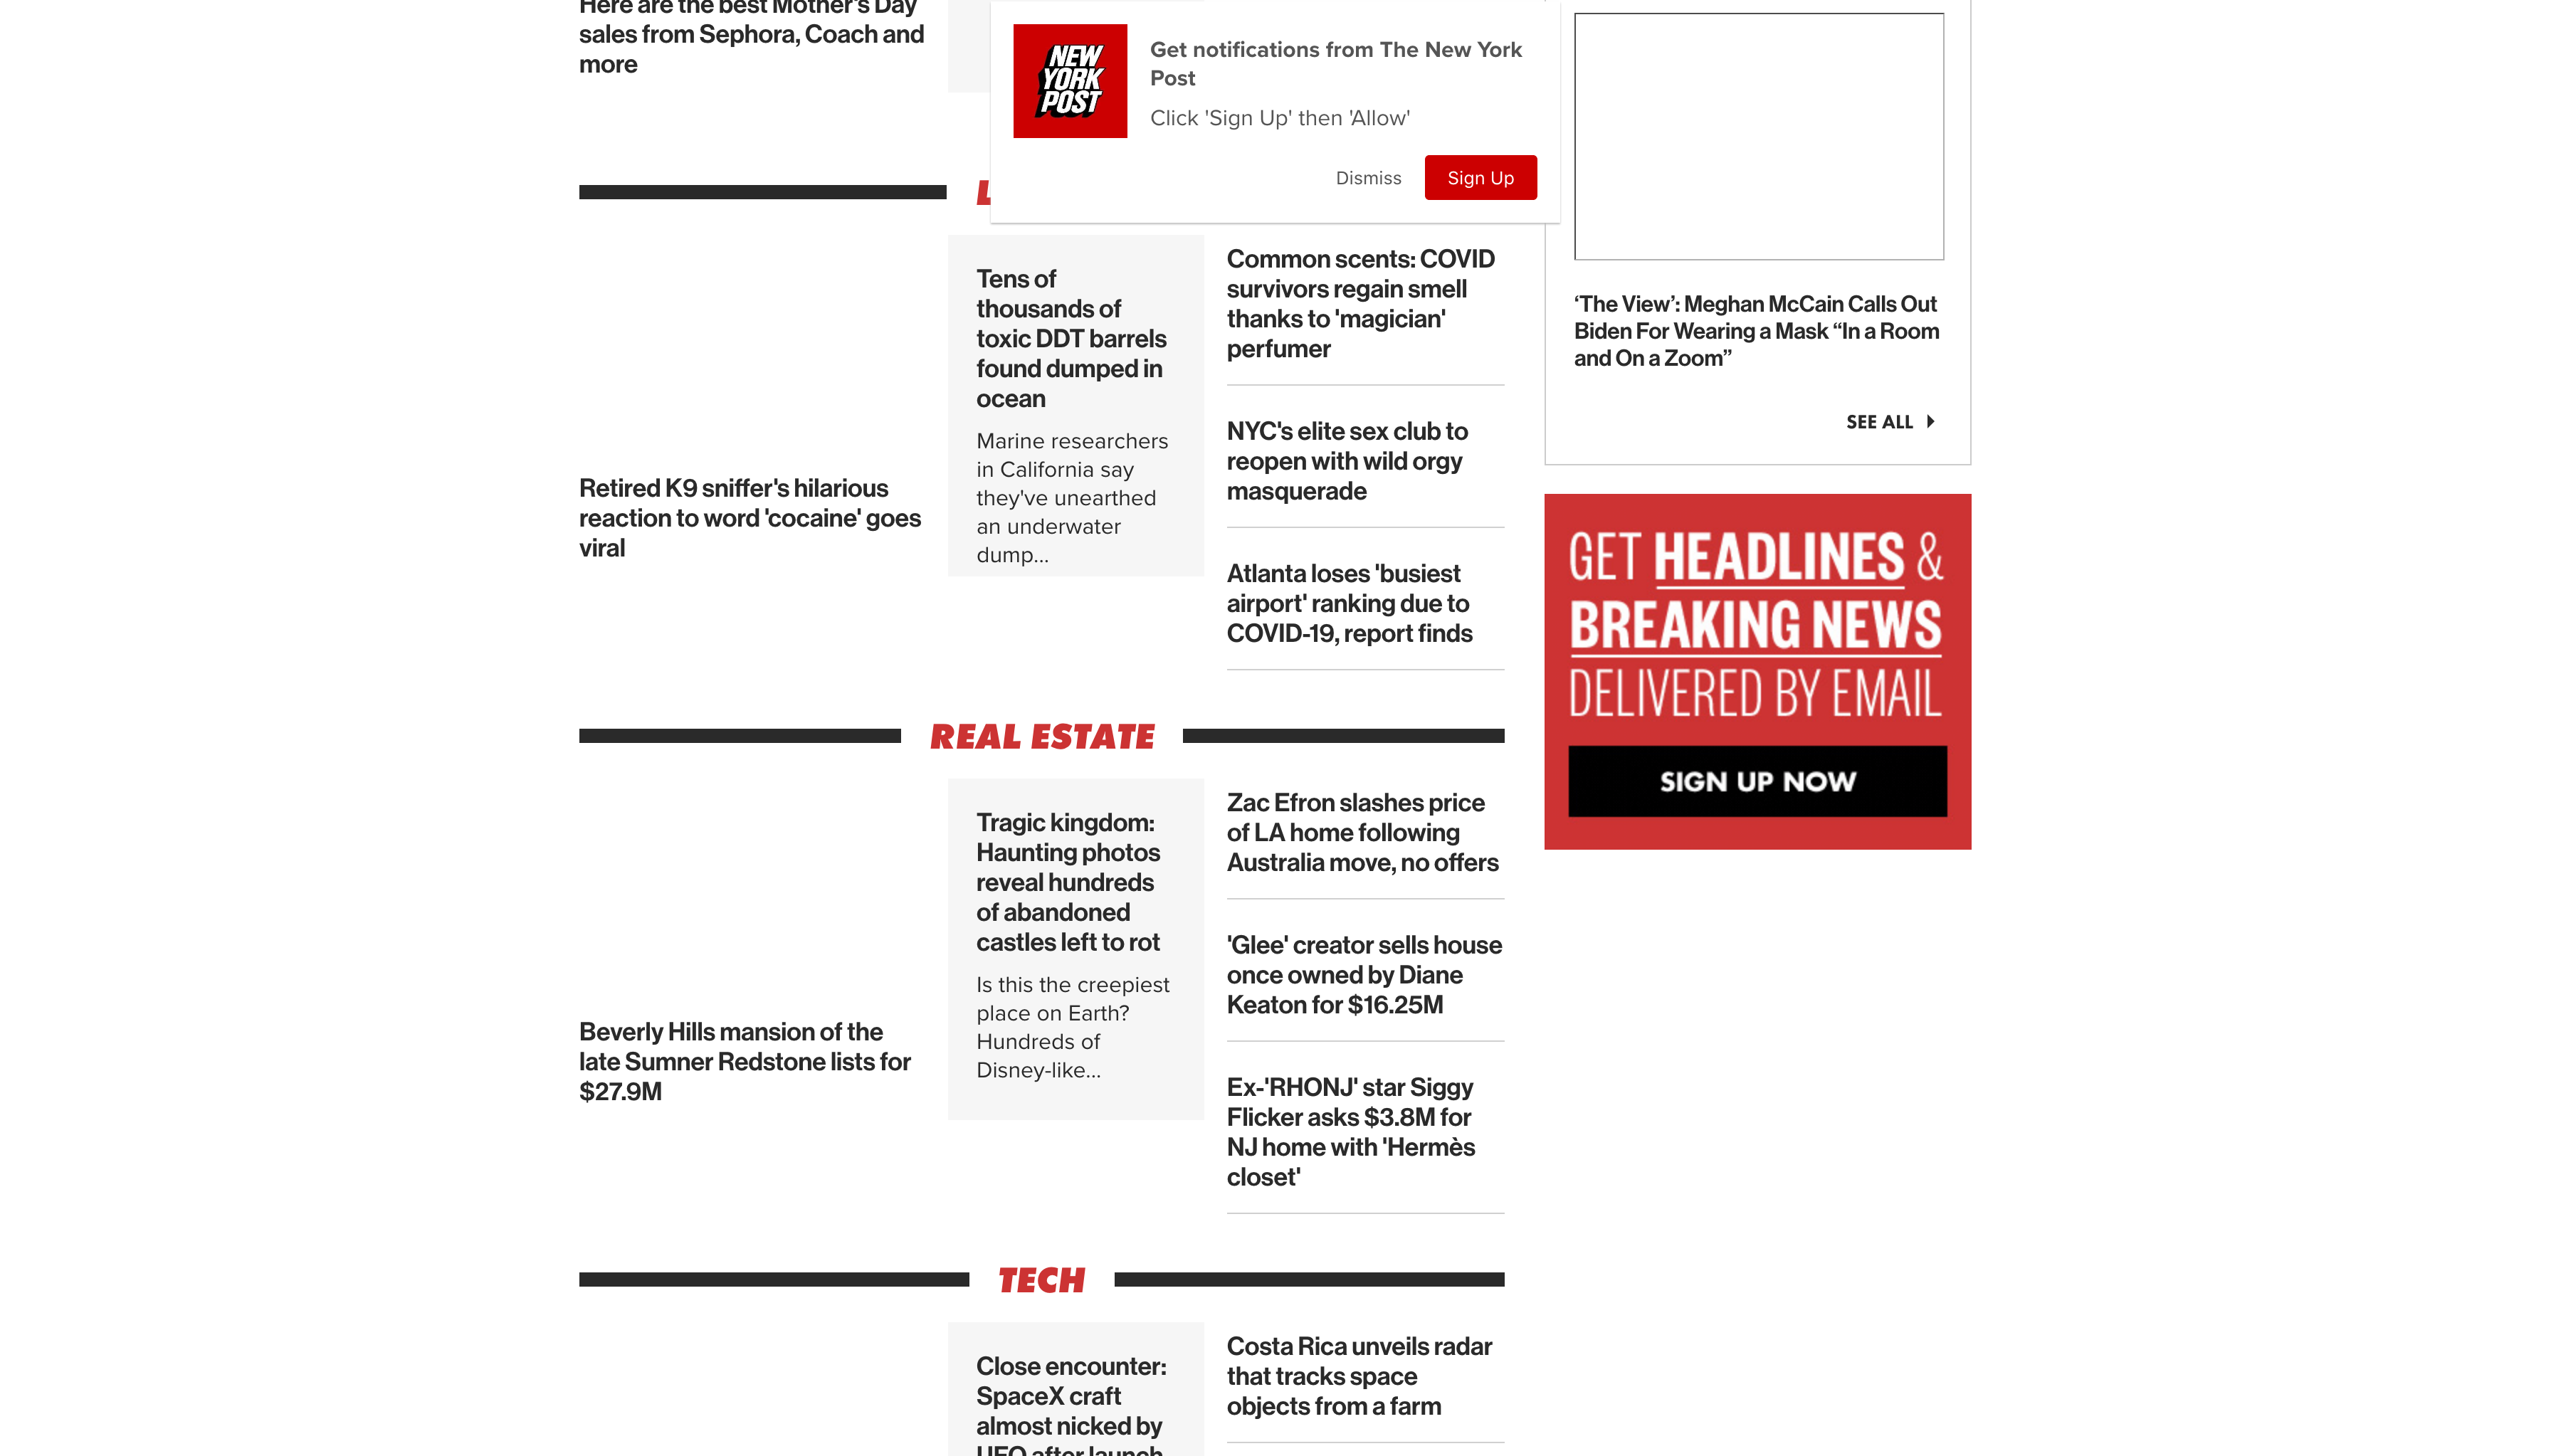 Here are the best Mother's Day
sales from Sephora, Coach and
more
NEW
YORK
POST
Get notifications from The New York
Post
Click 'Sign Up' then 'Allow'
Dismiss
Sign Up
L
Retired K9 sniffer's hilarious
reaction to word 'cocaine' goes
viral
Tens of
thousands of
toxic DDT barrels
found dumped in
ocean
Marine researchers
in California say
they've unearthed
an underwater
dump...
Common scents: COVID
survivors regain smell
thanks to 'magician'
perfumer
NYC's elite sex club to
reopen with wild orgy
masquerade
Atlanta loses 'busiest
airport' ranking due to
COVID-19, report finds
‘The View’: Meghan McCain Calls Out
Biden For Wearing a Mask “In a Room
and On a Zoom”
SEE ALL
GET HEADLINES &
BREAKING NEWS
DELIVERED BY EMAIL
SIGN UP NOW
REAL ESTATE
Beverly Hills mansion of the
late Sumner Redstone lists for
$27.9M
Tragic kingdom:
Haunting photos
reveal hundreds
of abandoned
castles left to rot
Is this the creepiest
place on Earth?
Hundreds of
Disney-like...
Zac Efron slashes price
of LA home following
Australia move, no offers
'Glee' creator sells house
once owned by Diane
Keaton for $16.25M
Ex-'RHONJ' star Siggy
Flicker asks $3.8M for
NJ home with 'Hermès
closet'
TECH
Close encounter:
SpaceX craft
almost nicked by
UFO after launch
Costa Rica unveils radar
that tracks space
objects from a farm